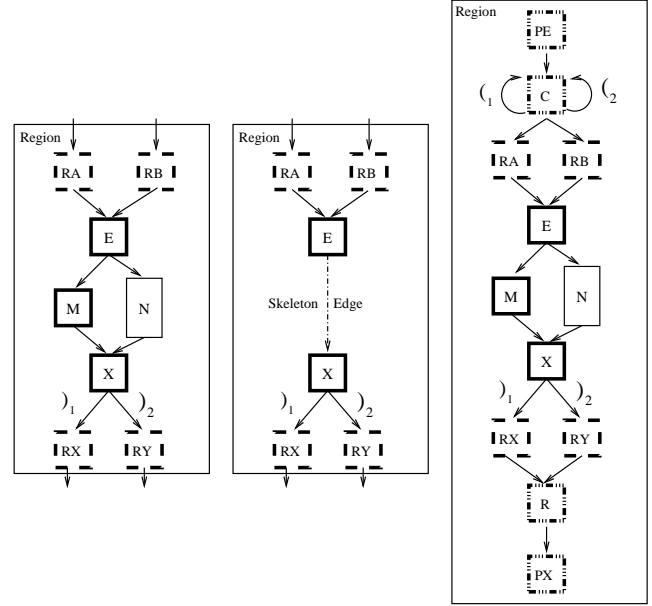 Region
RA RB
E
M N
X
)1 )2
RX RY
Region
RA RB
E
Skeleton Edge
X
)1 )2
RX RY
Region
PE
(1 C (2
RA RB
E
M N
X
)1 )2
RX RY
R
PX